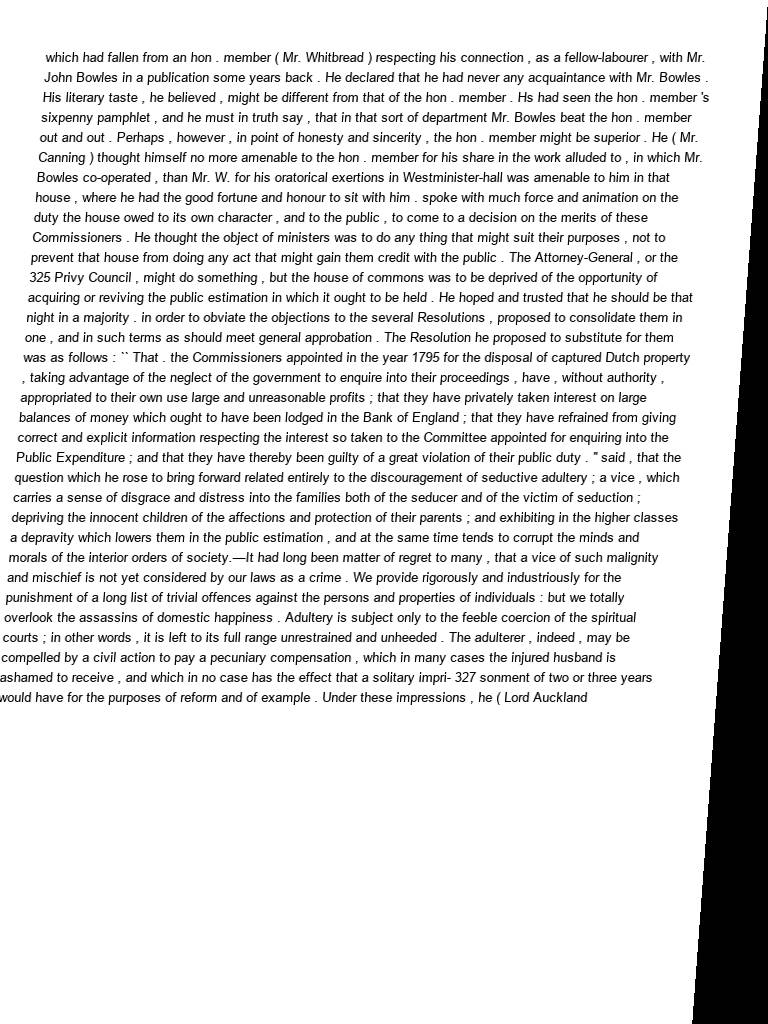 which had fallen from an hon . member ( Mr. Whitbread ) respecting his connection , as a fellow-labourer , with Mr.
John Bowles in a publication some years back . He declared that he had never any acquaintance with Mr. Bowles .
His literary taste , he believed , might be different from that of the hon . member . Hs had seen the hon . member 's
sixpenny pamphlet , and he must in truth say , that in that sort of department Mr. Bowles beat the hon . member
out and out . Perhaps , however , in point of honesty and sincerity , the hon . member might be superior . He ( Mr.
Canning ) thought himself no more amenable to the hon . member for his share in the work alluded to , in which Mr.
Bowles co-operated , than Mr. W. for his oratorical exertions in Westminister-hall was amenable to him in that
house , where he had the good fortune and honour to sit with him . spoke with much force and animation on the
duty the house owed to its own character , and to the public , to come to a decision on the merits of these
Commissioners . He thought the object of ministers was to do any thing that might suit their purposes , not to
prevent that house from doing any act that might gain them credit with the public . The Attorney-General , or the
325 Privy Council , might do something , but the house of commons was to be deprived of the opportunity of
acquiring or reviving the public estimation in which it ought to be held . He hoped and trusted that he should be that
night in a majority . in order to obviate the objections to the several Resolutions , proposed to consolidate them in
one , and in such terms as should meet general approbation . The Resolution he proposed to substitute for them
was as follows : `` That . the Commissioners appointed in the year 1795 for the disposal of captured Dutch property
, taking advantage of the neglect of the government to enquire into their proceedings , have , without authority ,
appropriated to their own use large and unreasonable profits ; that they have privately taken interest on large
balances of money which ought to have been lodged in the Bank of England ; that they have refrained from giving
correct and explicit information respecting the interest so taken to the Committee appointed for enquiring into the
Public Expenditure ; and that they have thereby been guilty of a great violation of their public duty . '' said , that the
question which he rose to bring forward related entirely to the discouragement of seductive adultery ; a vice , which
carries a sense of disgrace and distress into the families both of the seducer and of the victim of seduction ;
depriving the innocent children of the affections and protection of their parents ; and exhibiting in the higher classes
a depravity which lowers them in the public estimation , and at the same time tends to corrupt the minds and
morals of the interior orders of society.—It had long been matter of regret to many , that a vice of such malignity
and mischief is not yet considered by our laws as a crime . We provide rigorously and industriously for the
punishment of a long list of trivial offences against the persons and properties of individuals : but we totally
overlook the assassins of domestic happiness . Adultery is subject only to the feeble coercion of the spiritual
courts ; in other words , it is left to its full range unrestrained and unheeded . The adulterer , indeed , may be
compelled by a civil action to pay a pecuniary compensation , which in many cases the injured husband is
ashamed to receive , and which in no case has the effect that a solitary impri- 327 sonment of two or three years
would have for the purposes of reform and of example . Under these impressions , he ( Lord Auckland